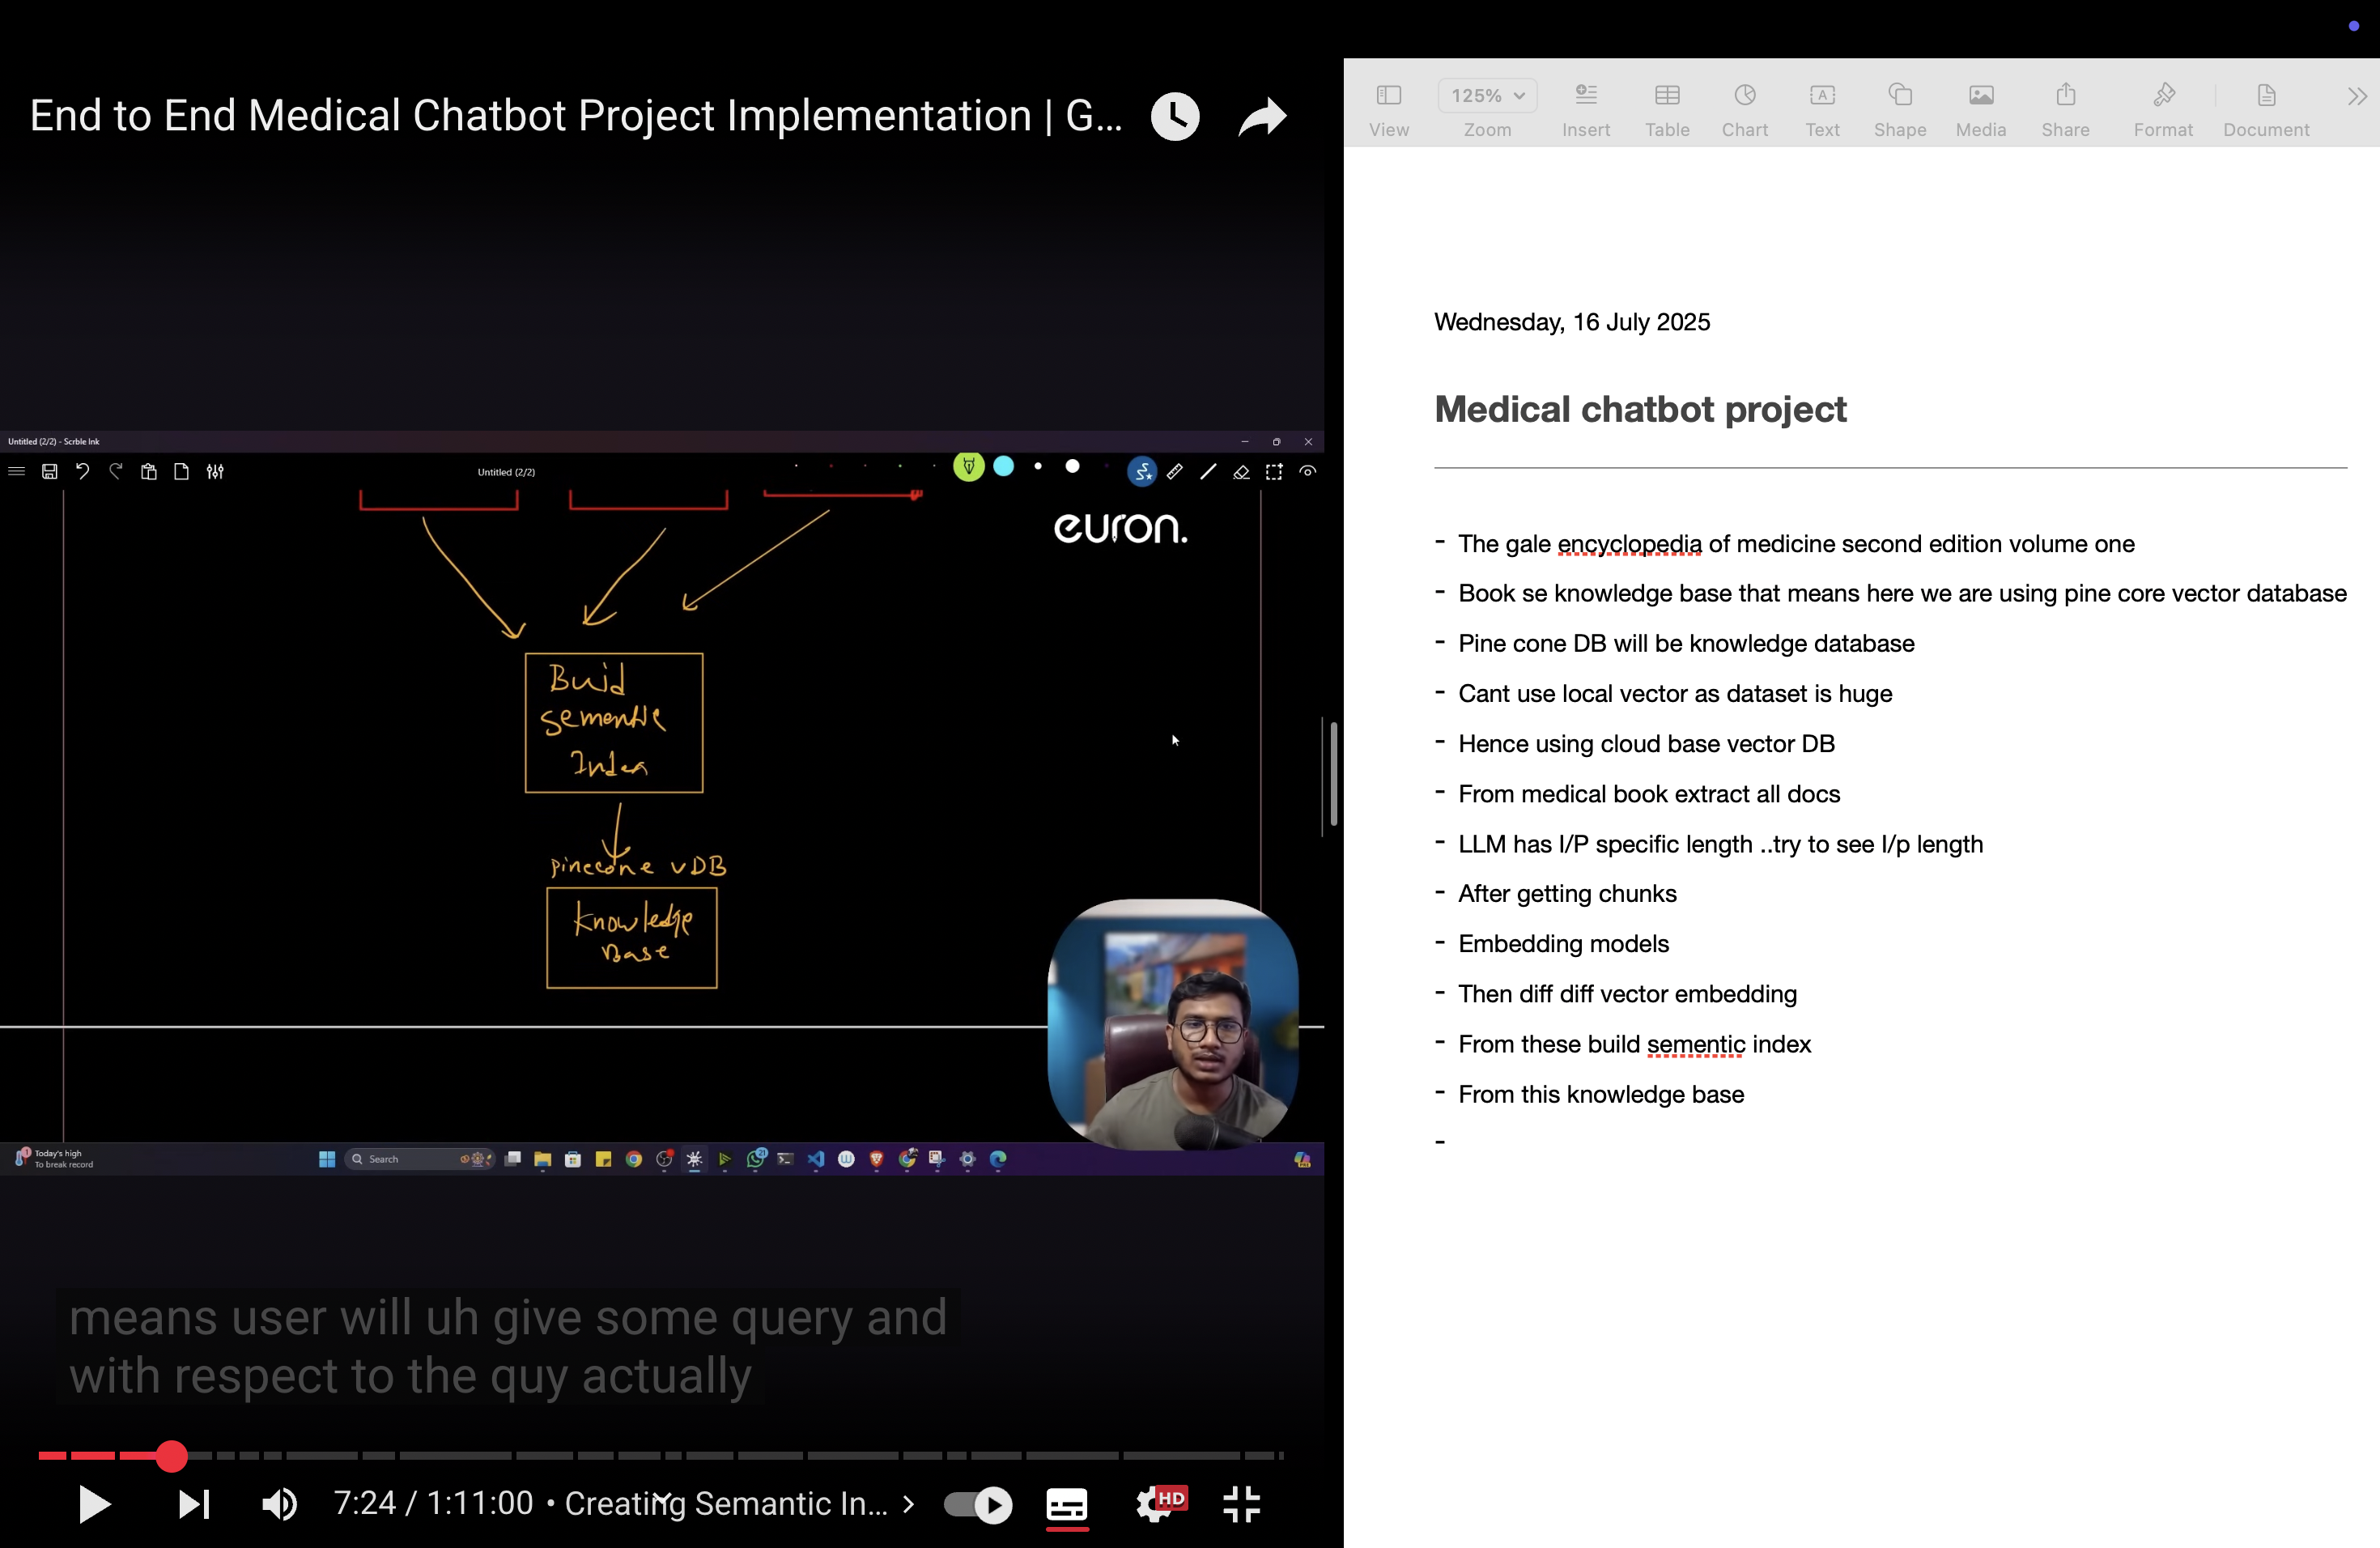 End to End Medical Chatbot Project Implementation | G...
Untitled (2/2) - Scrble Ink
Untitled (2/2)
euron.
Buid
sementic
Index
pinecone vDB
knowledge
Base
Today's high
To break record
Search
means user will uh give some query and
with respect to the quy actually
7:24 / 1:11:00 • Creating Semantic In... >
HD
125%
View
Zoom
Insert
Table
Chart
Text
Shape
Media
Share
Format
Document
Wednesday, 16 July 2025
Medical chatbot project
- The gale encyclopedia of medicine second edition volume one
- Book se knowledge base that means here we are using pine core vector database
- Pine cone DB will be knowledge database
- Cant use local vector as dataset is huge
- Hence using cloud base vector DB
- From medical book extract all docs
- LLM has I/P specific length ..try to see I/p length
- After getting chunks
- Embedding models
- Then diff diff vector embedding
- From these build sementic index
- From this knowledge base
-